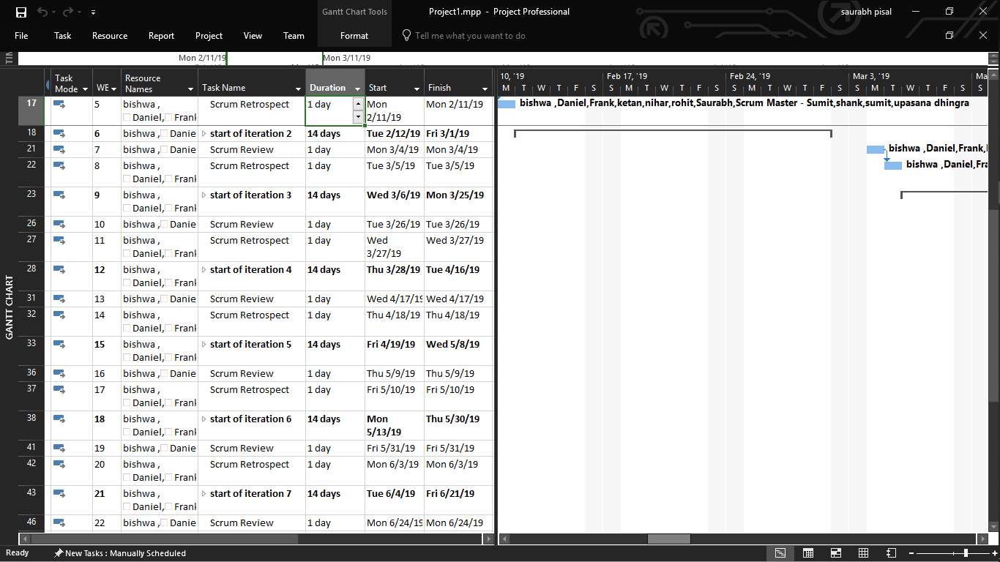 Gantt Chart Tools
Project1.mpp - Project Professional
saurabh pisal
File Task Resource Report Project View Team Format Tell me what you want to do
Mon 2/11/19 Mon 3/11/19
Task Mode WE Resource Names Task Name Duration Start Finish
10, '19 Feb 17, '19 Feb 24, '19 Mar 3, '19 Ma
M T W T F S S M T W T F S S M T W T F S S M T W T F S S
17 5 bishwa , Scrum Retrospect 1 day Mon Mon 2/11/19
Daniel, Frank 2/11/19
bishwa ,Daniel,Frank,ketan,nihar,rohit,Saurabh,Scrum Master - Sumit,shank,sumit,upasana dhingra
18 6 bishwa , Danie start of iteration 2 14 days Tue 2/12/19 Fri 3/1/19
21 7 bishwa , Danie Scrum Review 1 day Mon 3/4/19 Mon 3/4/19
bishwa ,Daniel,Frank,
22 8 bishwa , Scrum Retrospect 1 day Tue 3/5/19 Tue 3/5/19
Daniel, Frank
bishwa ,Daniel,Fra
23 9 bishwa , start of iteration 3 14 days Wed 3/6/19 Mon 3/25/19
Daniel, Frank
26 10 bishwa , Danie Scrum Review 1 day Tue 3/26/19 Tue 3/26/19
27 11 bishwa , Scrum Retrospect 1 day Wed Wed 3/27/19
Daniel, Frank 3/27/19
28 12 bishwa , start of iteration 4 14 days Thu 3/28/19 Tue 4/16/19
Daniel, Frank
31 13 bishwa , Danie Scrum Review 1 day Wed 4/17/19 Wed 4/17/19
32 14 bishwa , Scrum Retrospect 1 day Thu 4/18/19 Thu 4/18/19
Daniel, Frank
33 15 bishwa , start of iteration 5 14 days Fri 4/19/19 Wed 5/8/19
Daniel, Frank
36 16 bishwa , Danie Scrum Review 1 day Thu 5/9/19 Thu 5/9/19
37 17 bishwa , Scrum Retrospect 1 day Fri 5/10/19 Fri 5/10/19
Daniel, Frank
38 18 bishwa , start of iteration 6 14 days Mon Thu 5/30/19
Daniel, Frank 5/13/19
41 19 bishwa , Danie Scrum Review 1 day Fri 5/31/19 Fri 5/31/19
42 20 bishwa , Scrum Retrospect 1 day Mon 6/3/19 Mon 6/3/19
Daniel, Frank
43 21 bishwa , start of iteration 7 14 days Tue 6/4/19 Fri 6/21/19
Daniel, Frank
46 22 bishwa , Danie Scrum Review 1 day Mon 6/24/19 Mon 6/24/19
GANTT CHART
Ready New Tasks : Manually Scheduled